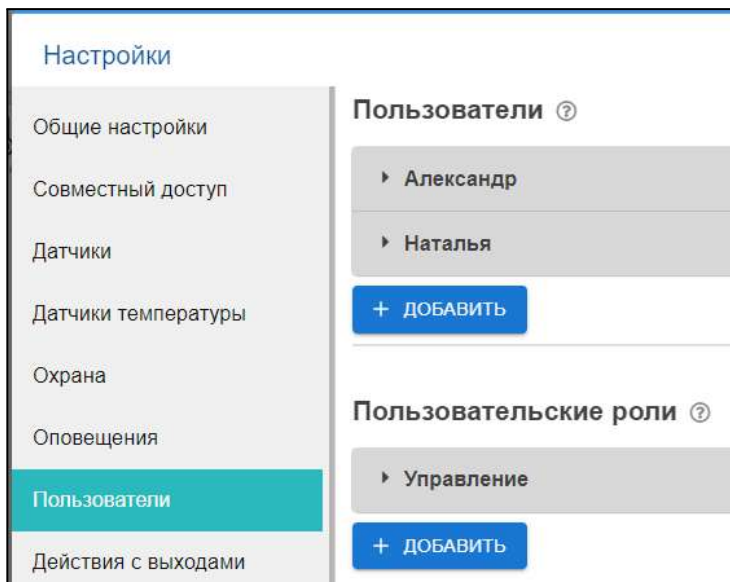 Настройки
Общие настройки
Совместный доступ
Датчики
Датчики температуры
Охрана
Оповещения
Пользователи
Действия с выходами
Пользователи ?
Александр
Наталья
+ ДОБАВИТЬ
Пользовательские роли ?
Управление
+ ДОБАВИТЬ